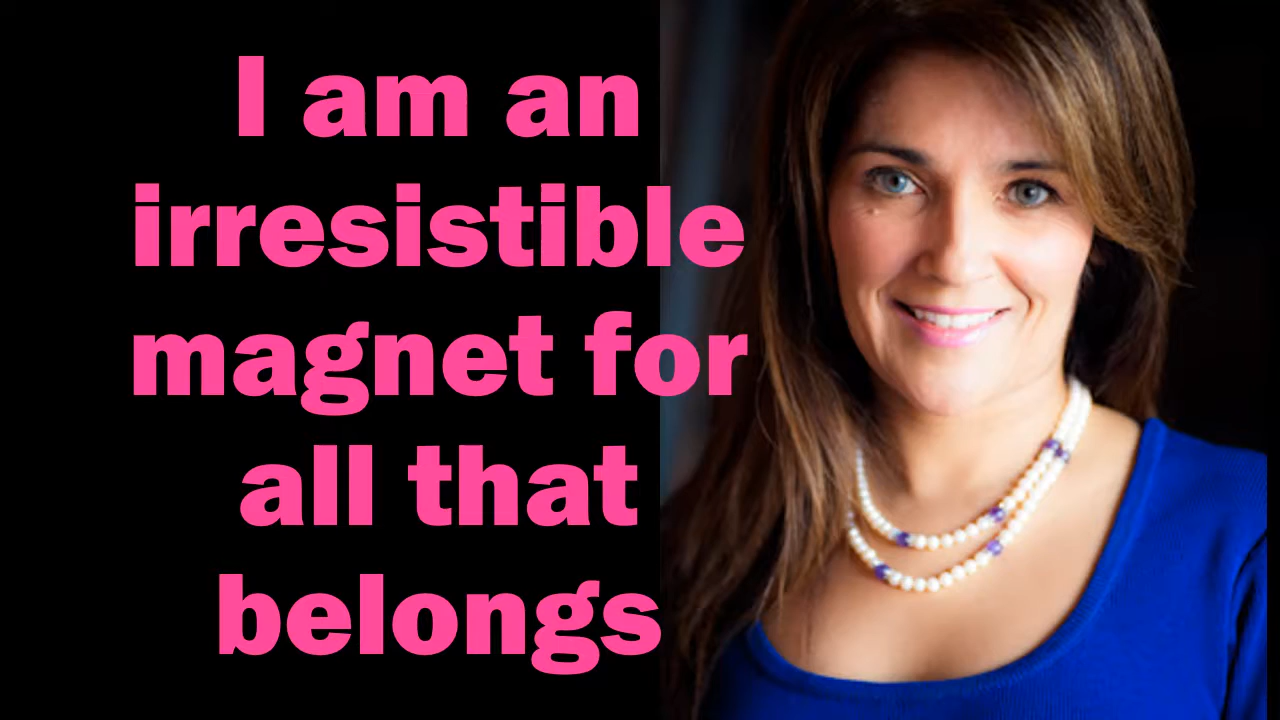 I am an
irresistible
magnet for
all that
belongs